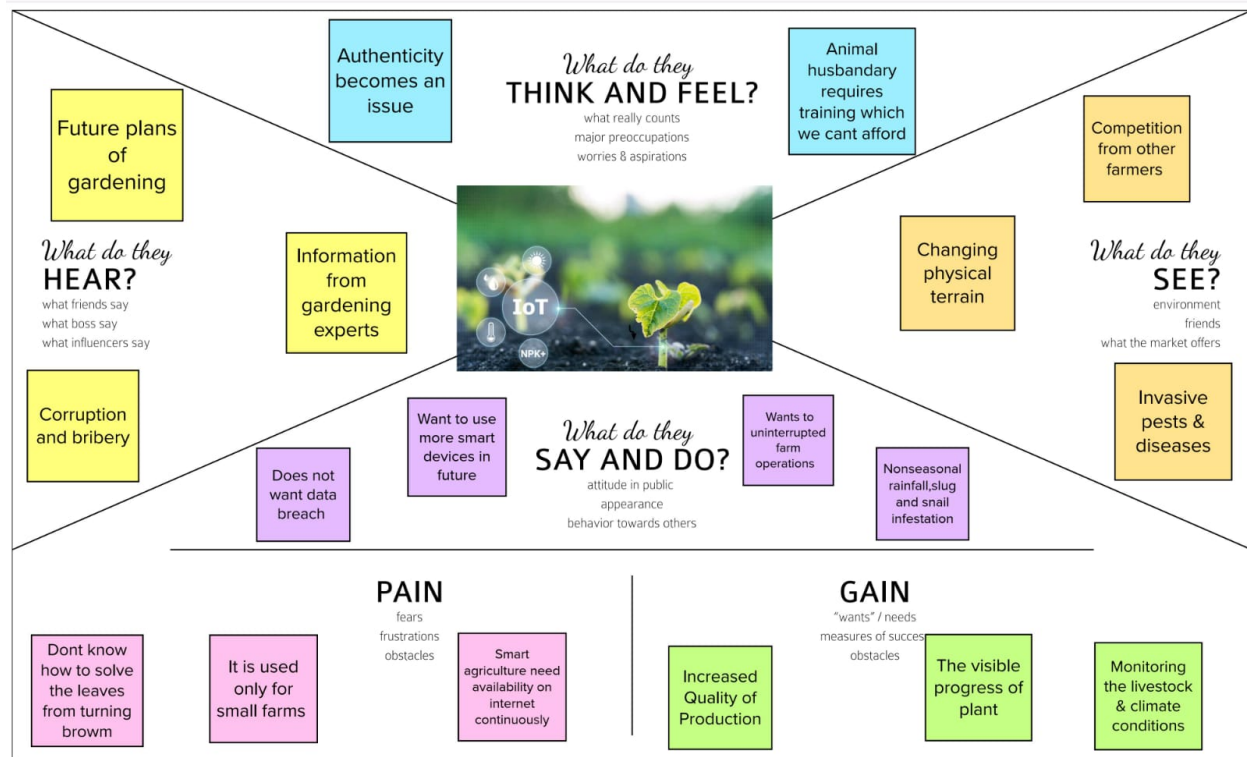 Authenticity
becomes an
issue
What do they
THINK AND FEEL?
what really counts
major preoccupations
worries & aspirations
Animal
husbandary
requires
training which
we cant afford
Future plans
of
gardening
What do they
HEAR?
what friends say
what boss say
what influencers say
Information
from
gardening
experts
Corruption
and bribery
IoT
NPK+
Competition
from other
farmers
Changing
physical
terrain
What do they
SEE?
environment
friends
what the market offers
Invasive
pests &
diseases
Does not
want data
breach
Want to use
more smart
devices in
future
What do they
SAY AND DO?
attitude in public
appearance
behavior towards others
Wants to
uninterrupted
farm
operations
Nonseasonal
rainfall,slug
and snail
infestation
PAIN
fears
frustrations
obstacles
Dont know
how to solve
the leaves
from turning
browm
It is used
only for
small farms
Smart
agriculture need
availability on
internet
continuously
GAIN
"wants" / needs
measures of succes
obstacles
Increased
Quality of
Production
The visible
progress of
plant
Monitoring
the livestock
& climate
conditions